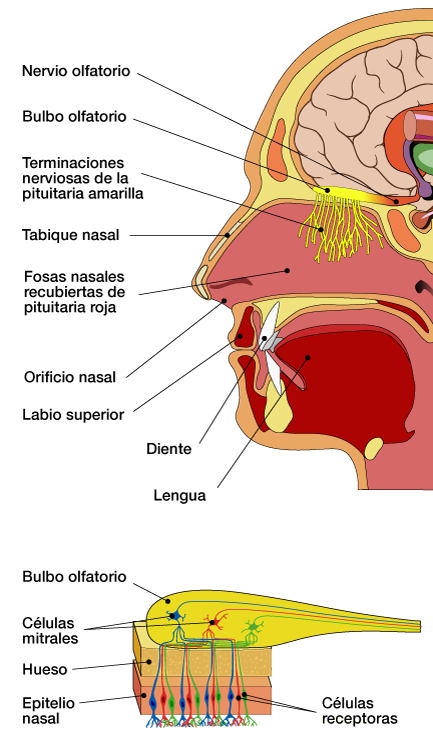 Nervio olfatorio
Bulbo olfatorio
Terminaciones
nerviosas de la
pituitaria amarilla
Tabique nasal
Fosas nasales
recubiertas de
pituitaria roja
Orificio nasal
Labio superior
Diente
Lengua
Bulbo olfatorio
Células
mitrales
Hueso
Epitelio
nasal
Células
receptoras